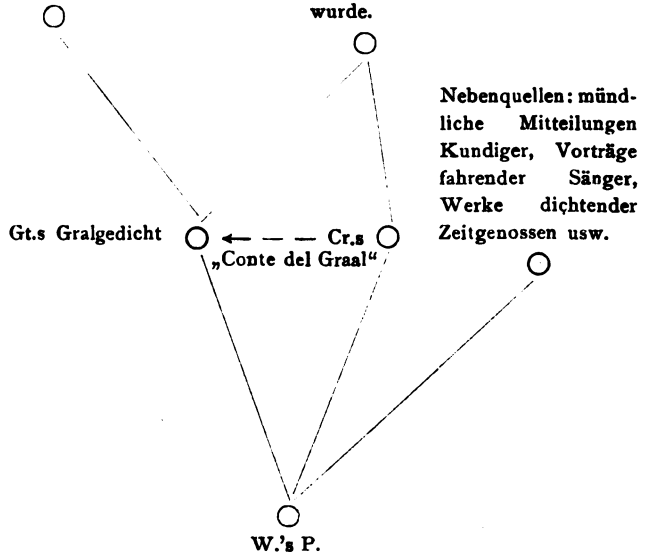 wurde.
Nebenquellen: münd-
liche Mitteilungen
Kundiger, Vorträge
fahrender Sänger,
Werke dichtender
Zeitgenossen usw.
Gt.s Gralgedicht
Cr.s
„Conte del Graal“
W.'s P.